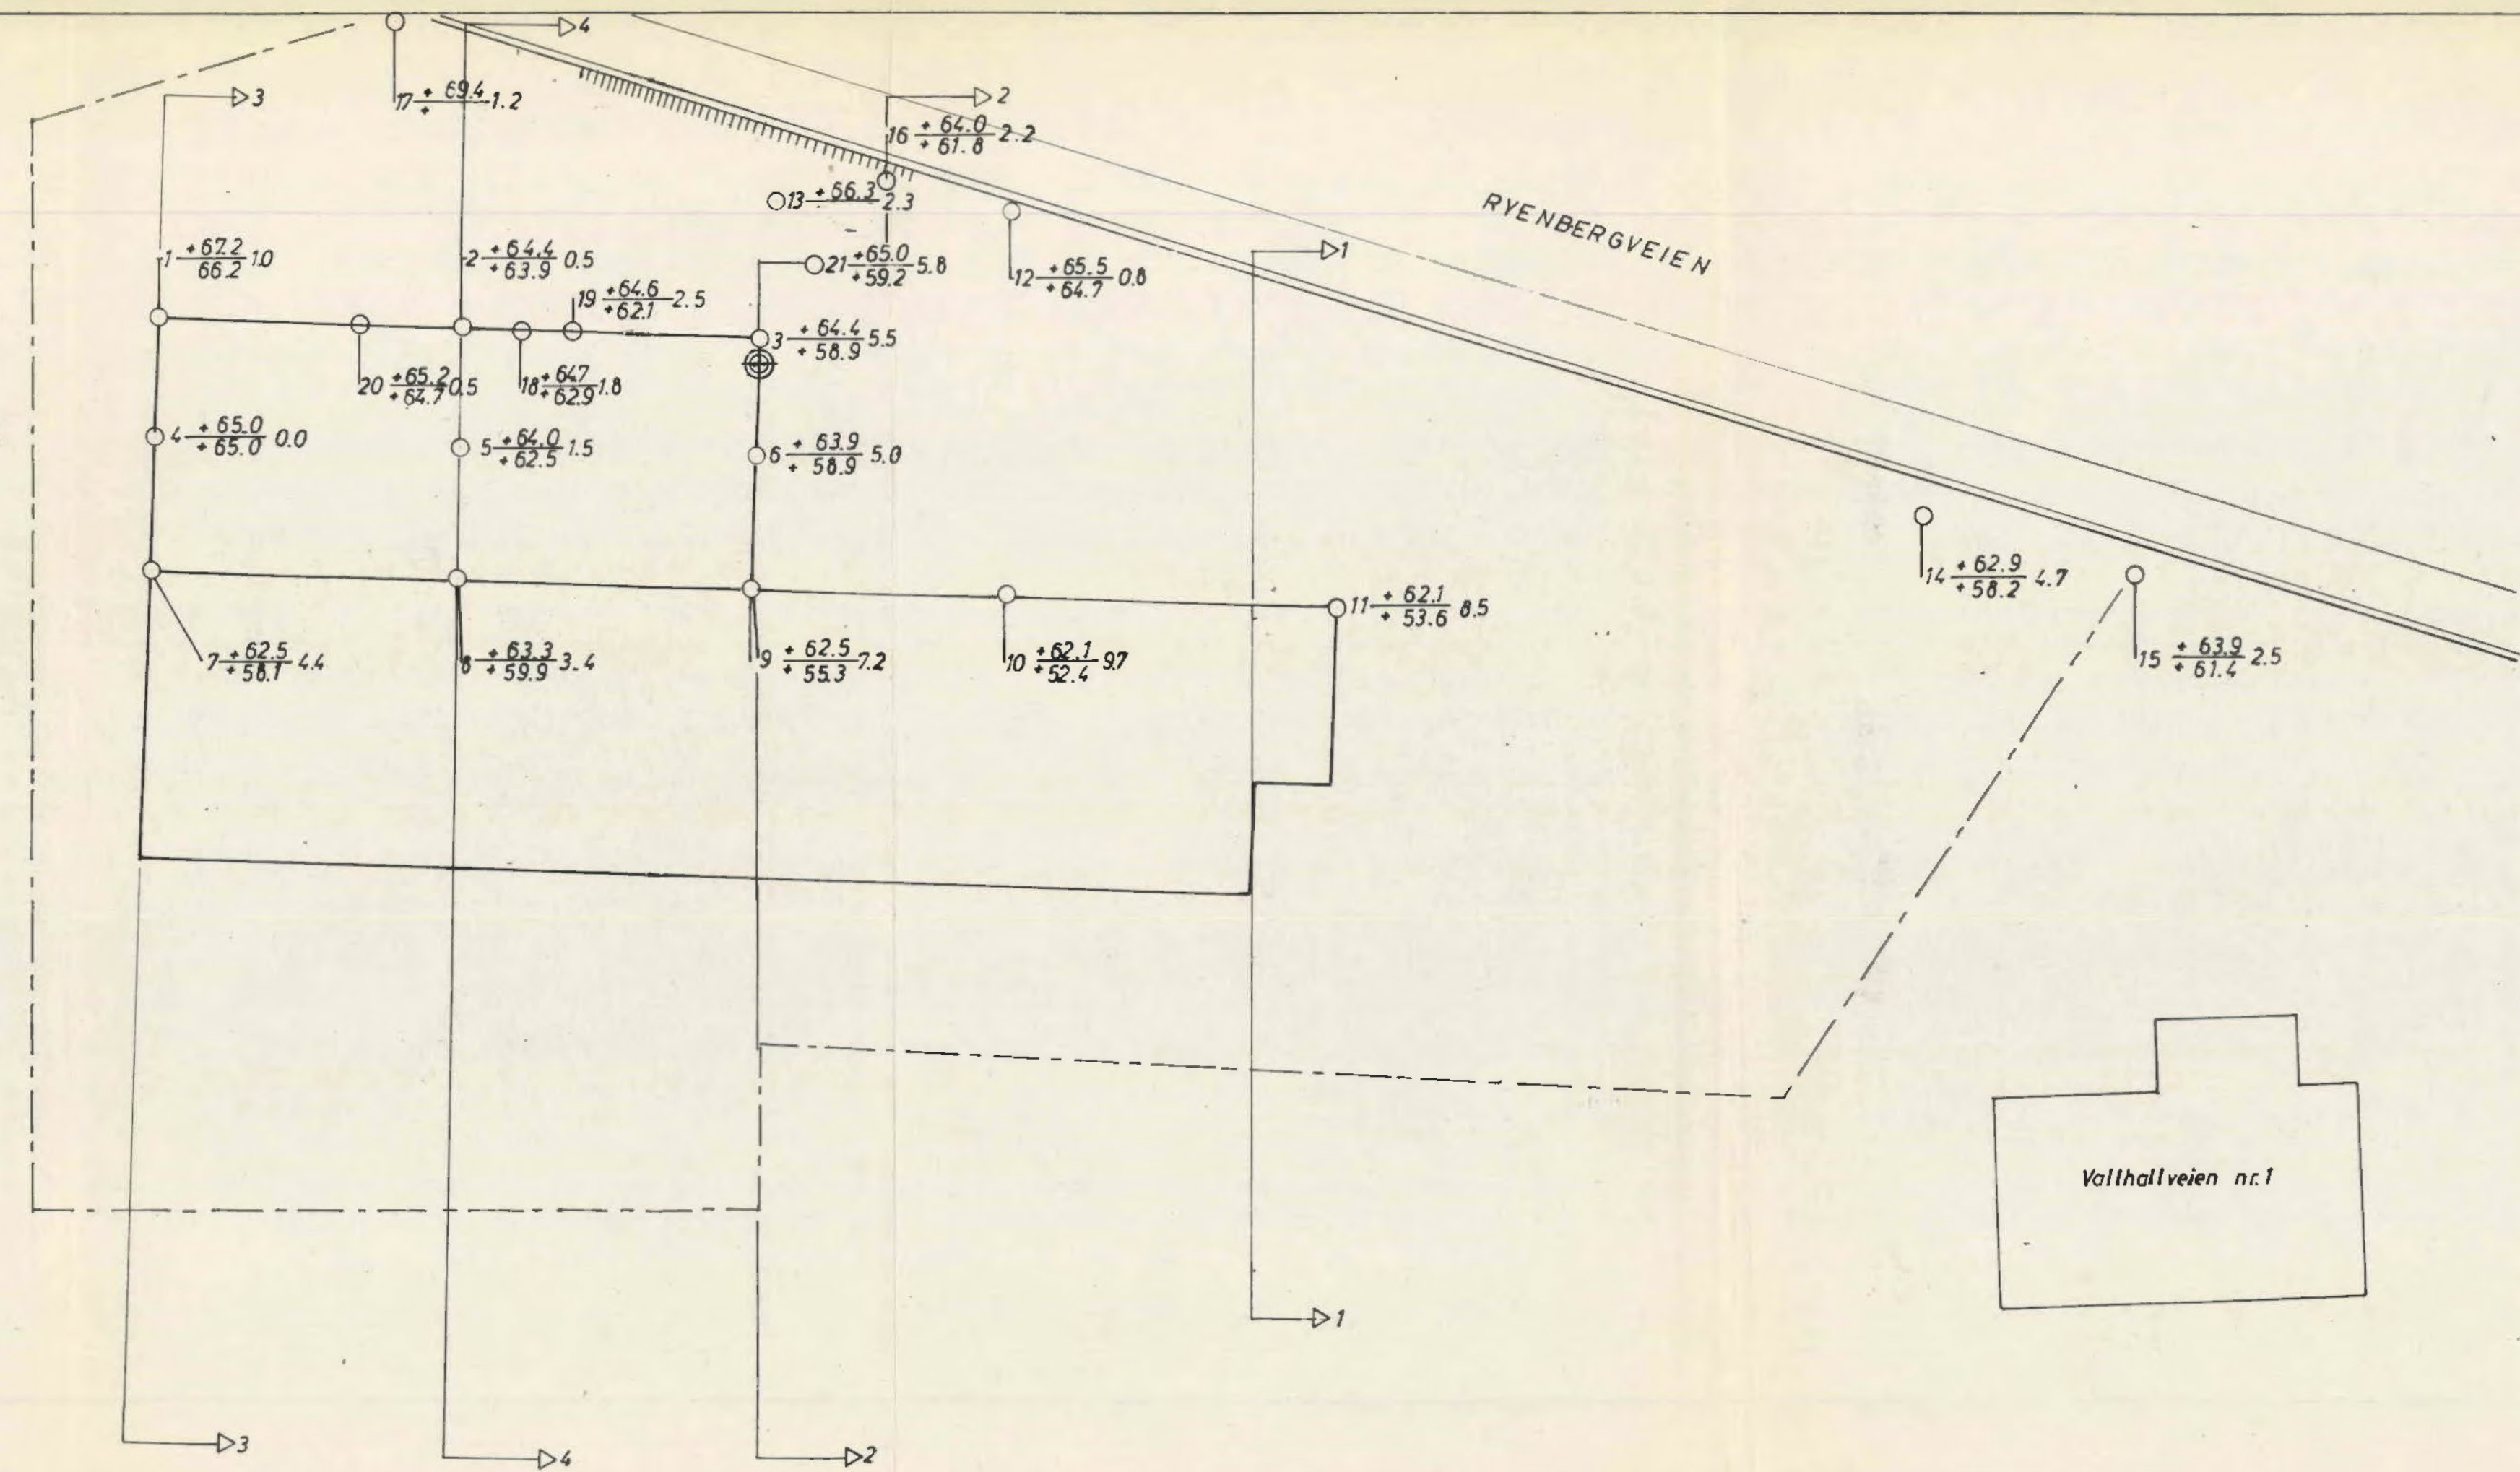 4
3
17 + 69.4 1.2
+
2
16 + 64.0 2.2
+ 61.8
13 + 66.3 2.3
-
RYENBERGVEIEN
1 + 67.2 1.0
66.2
2 + 64.4 0.5
+ 63.9
21 + 65.0 5.8
+ 59.2
12 + 65.5 0.8
+ 64.7
1
19 + 64.6 2.5
+ 62.1
3 + 64.4 5.5
+ 58.9
20 + 65.2 0.5
+ 64.7
18 + 64.7 1.8
+ 62.9
4 + 65.0 0.0
+ 65.0
5 + 64.0 1.5
+ 62.5
6 + 63.9 5.0
+ 58.9
14 + 62.9 4.7
+ 58.2
11 + 62.1 8.5
+ 53.6
7 + 62.5 4.4
+ 58.1
8 + 63.3 3.4
+ 59.9
9 + 62.5 7.2
+ 55.3
10 + 62.1 9.7
+ 52.4
15 + 63.9 2.5
+ 61.4
Vallhallveien nr. 1
1
3
4
2